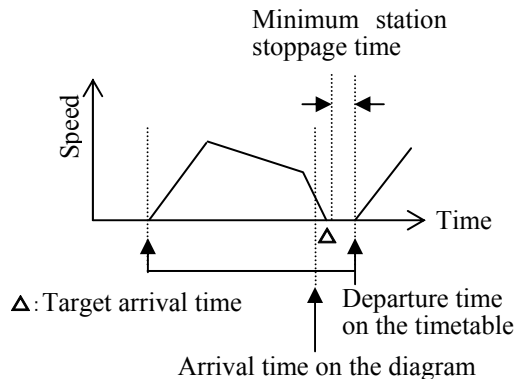 Minimum station
stoppage time
Speed
Time
Δ: Target arrival time
Departure time
on the timetable
Arrival time on the diagram